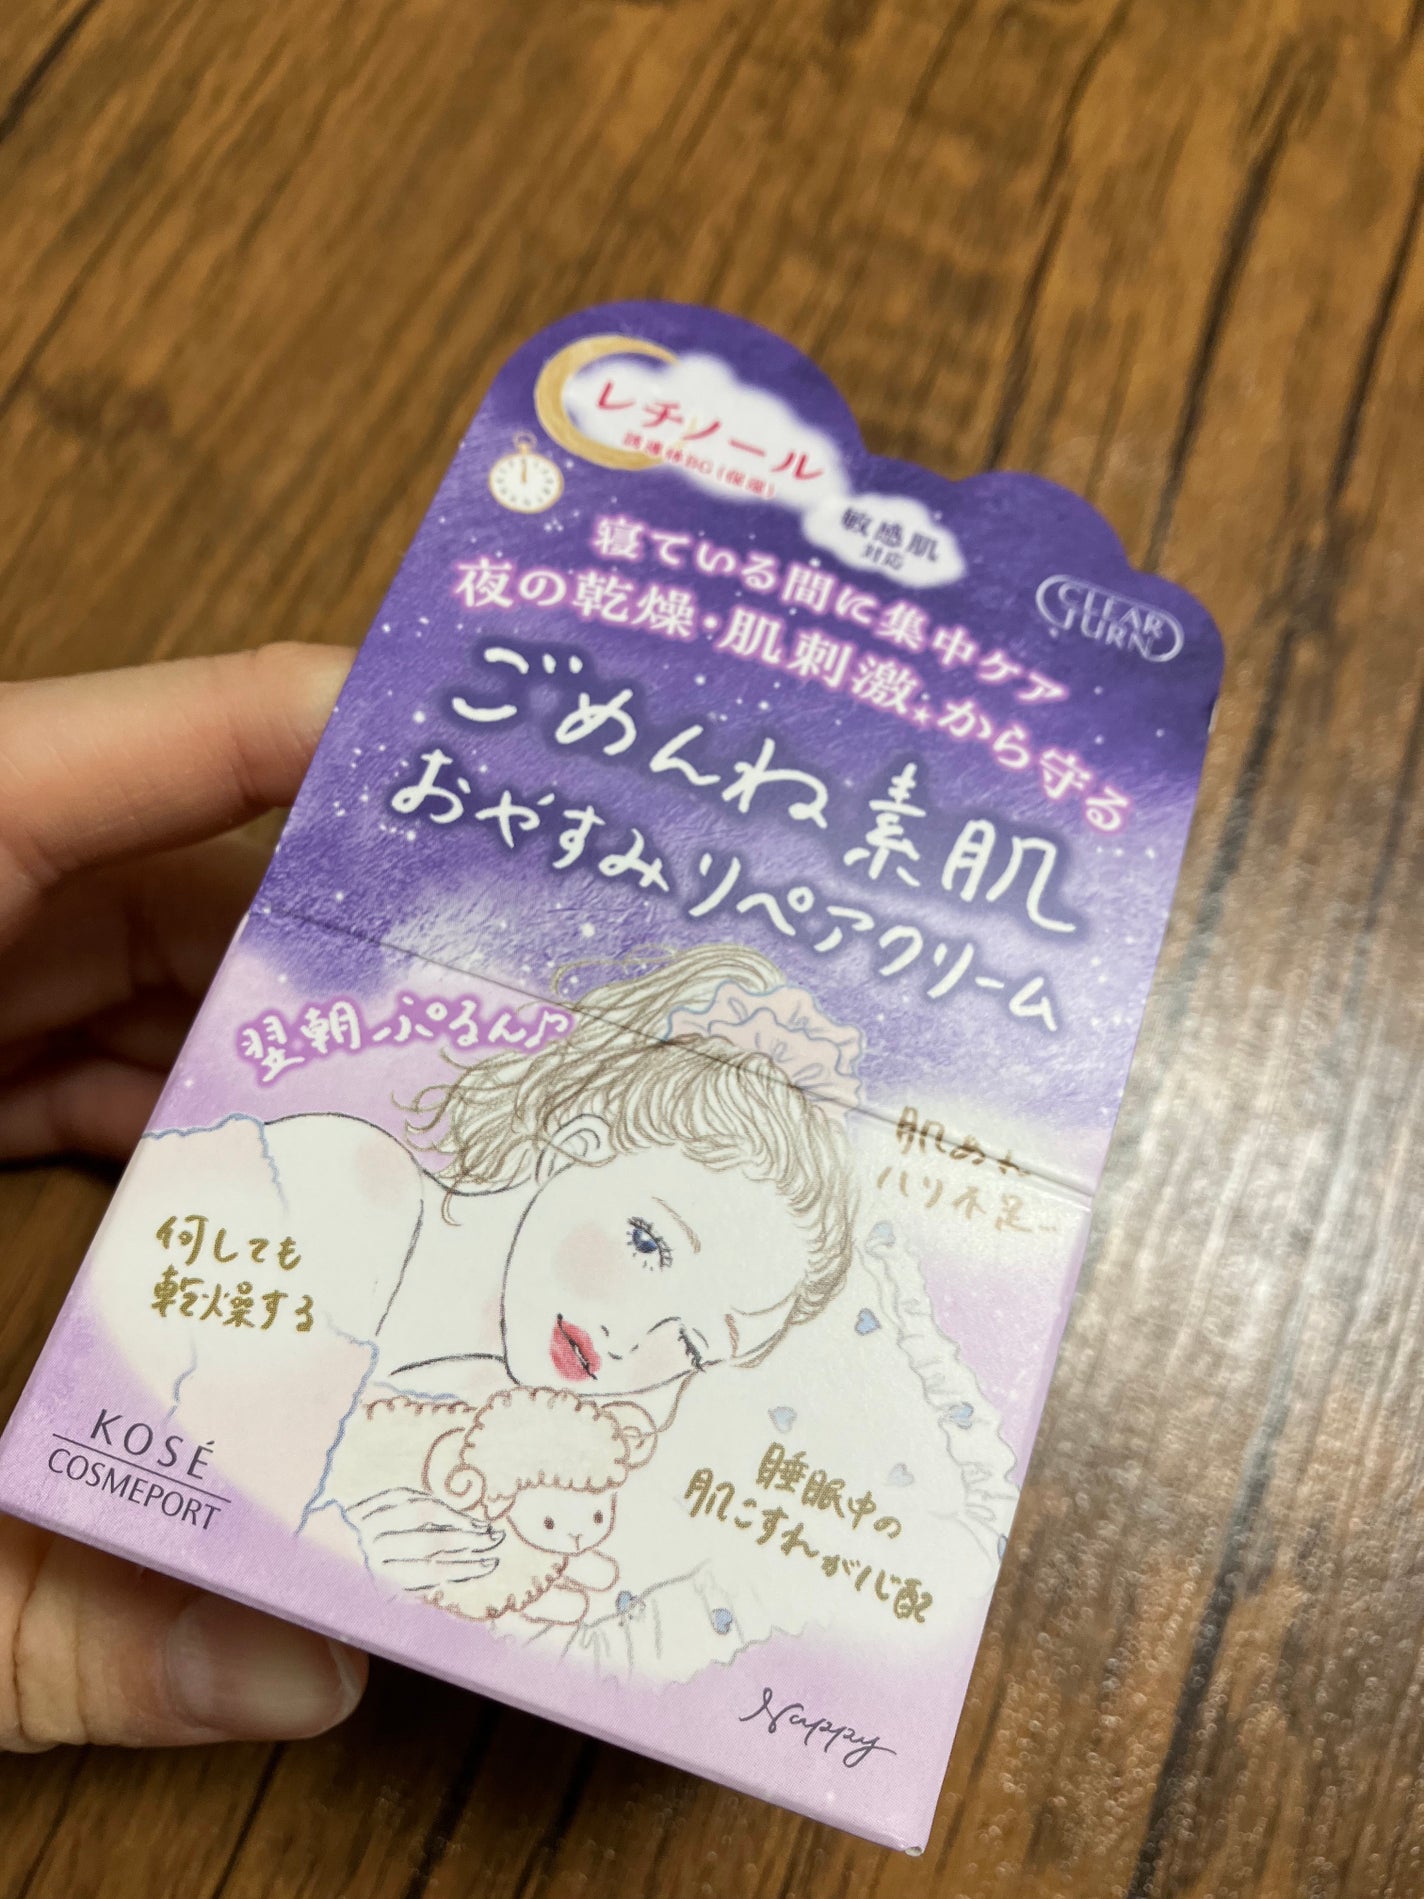 レチノール
誘導体BG(保湿)
敏感肌
対応
CLEAR
TURN
寝ている間に集中ケア
夜の乾燥・肌刺激★から守る
ごめんね素肌
おやすみリペアクリーム
翌朝ぷるん♪
肌あれ
ハリ不足…
何しても
乾燥する
睡眠中の
肌こすれが心配
KOSÉ
COSMEPORT
Nappy